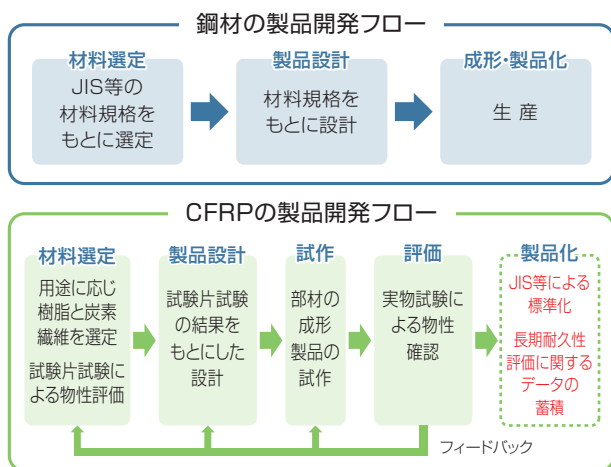 鋼材の製品開発フロー
材料選定
JIS等の
材料規格を
もとに選定
製品設計
材料規格を
もとに設計
成形・製品化
生 産
CFRPの製品開発フロー
材料選定
用途に応じ
樹脂と炭素
繊維を選定
試験片試験
による物性評価
製品設計
試験片試験
の結果を
もとにした
設計
試作
部材の
成形
製品の
試作
評価
実物試験に
よる物性
確認
製品化
JIS等による
標準化
長期耐久性
評価に関する
データの
蓄積
フィードバック